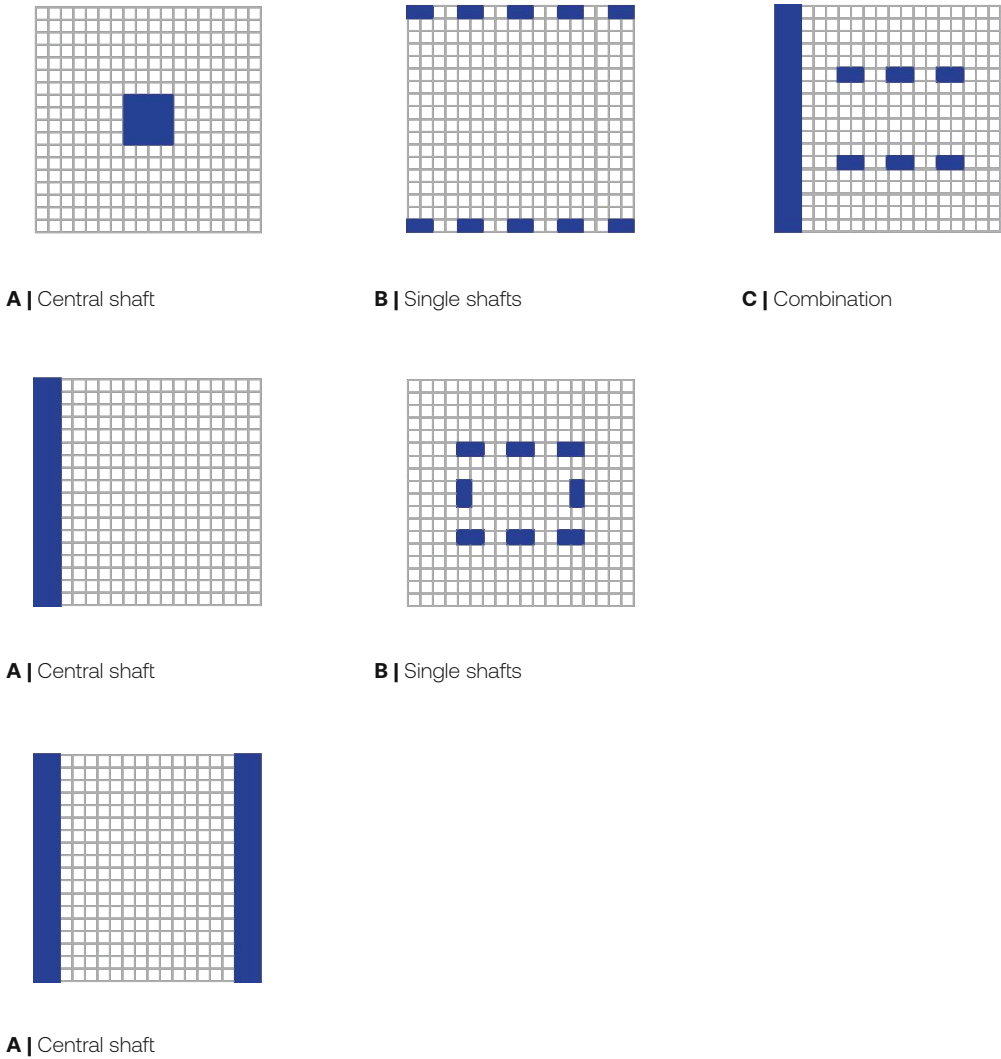 A | Central shaft
B | Single shafts
C | Combination
A | Central shaft
B | Single shafts
A | Central shaft